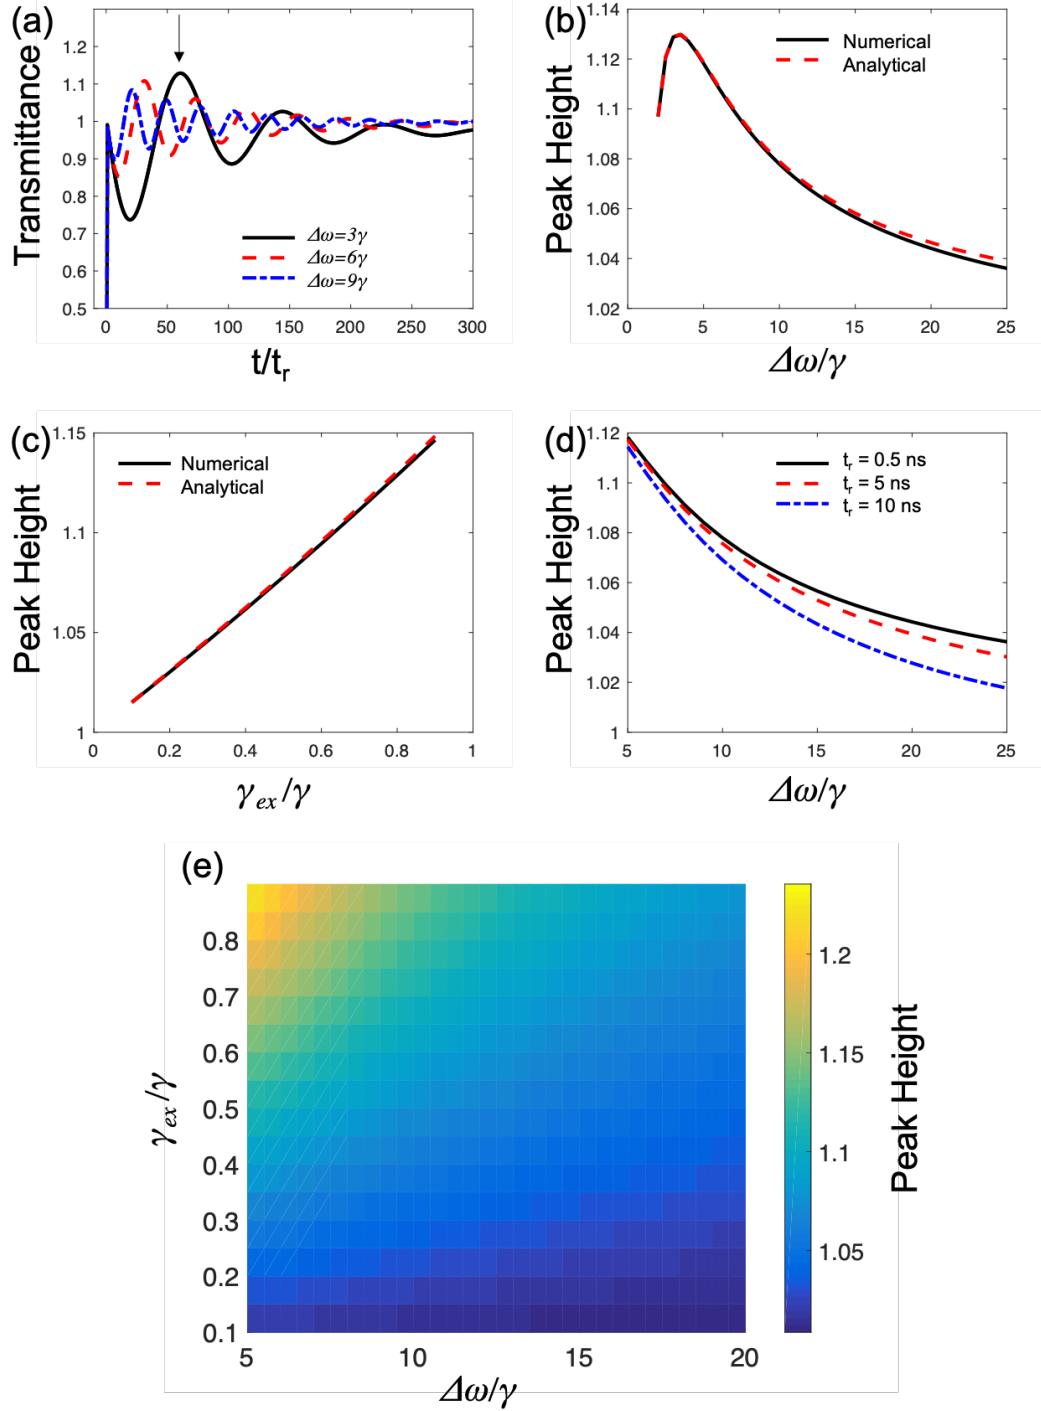 (a)
Transmittance
1.2
1.1
1
0.9
0.8
0.7
0.6
0.5
Δω=3γ
Δω=6γ
Δω=9γ
0 50 100 150 200 250 300
t/tr
(b)
Peak Height
1.14
1.12
1.1
1.08
1.06
1.04
1.02
Numerical
Analytical
0 5 10 15 20 25
Δω/γ
(c)
Peak Height
1.15
1.1
1.05
1
Numerical
Analytical
0 0.2 0.4 0.6 0.8 1
γex/γ
(d)
Peak Height
1.12
1.1
1.08
1.06
1.04
1.02
1
tr = 0.5 ns
tr = 5 ns
tr = 10 ns
5 10 15 20 25
Δω/γ
(e)
γex/γ
0.8
0.7
0.6
0.5
0.4
0.3
0.2
0.1
5 10 15 20
Δω/γ
1.2
1.15
1.1
1.05
Peak Height